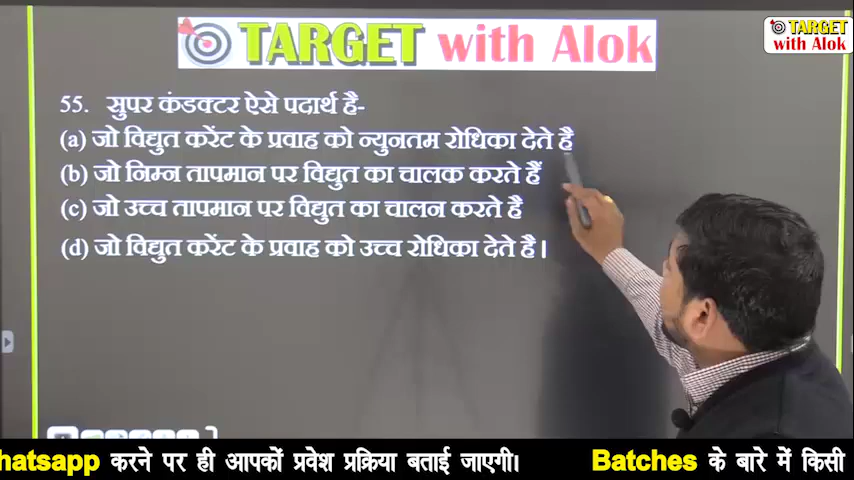 TARGET with Alok
TARGET
with Alok
55. सुपर कंडक्टर ऐसे पदार्थ है-
(a) जो विद्युत करेंट के प्रवाह को न्युनतम रोधिका देते है
(b) जो निम्न तापमान पर विद्युत का चालक करते हैं
(c) जो उच्च तापमान पर विद्युत का चालन करते है
(d) जो विद्युत करेंट के प्रवाह को उच्च रोधिका देते है।
hatsapp करने पर ही आपकों प्रवेश प्रक्रिया बताई जाएगी। Batches के बारे में किसी